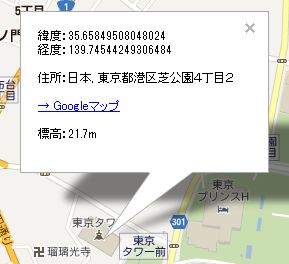 5丁目
1
ノ門
緯度:35.65849508048024
経度:139.74544249306484
住所:日本, 東京都港区芝公園4丁目2
→ Googleマップ
標高: 21.7m
東京タワ
瑠璃光寺
東京
タワー前
301
東京
プリンスH